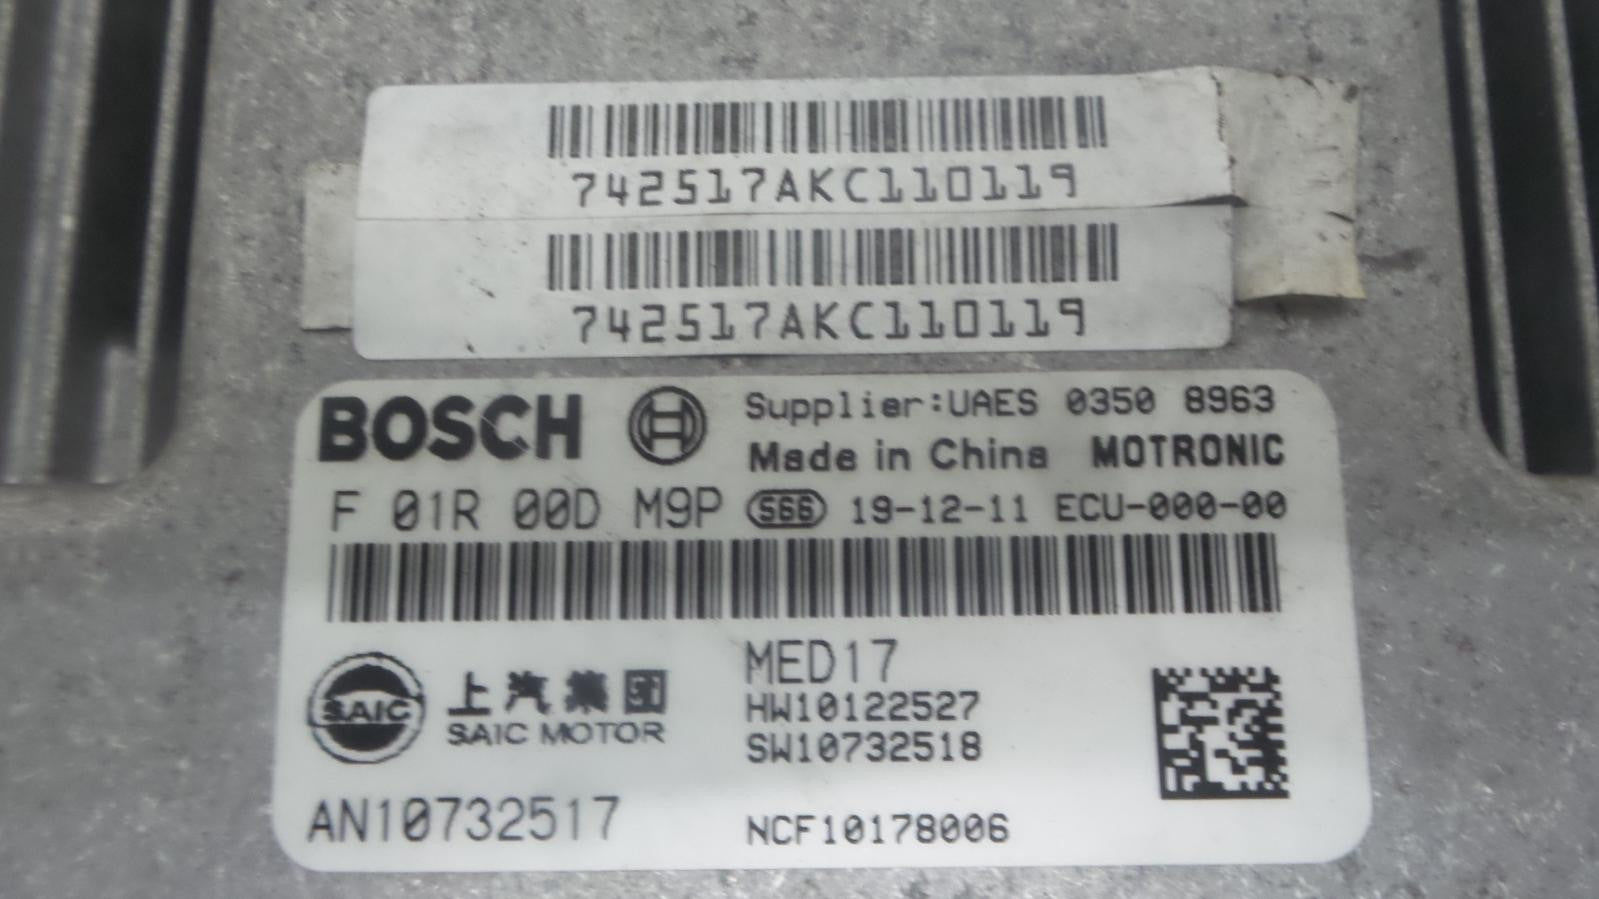 742517AKC110119
742517AKC110119
BOSCH Supplier:UAES 0350 8963
Made in China MOTRONIC
F 01R 00D M9P 566 19-12-11 ECU-000-00
MED17
HW10122527
SAIC 上汽集团
SAIC MOTOR
SW10732518
AN10732517
NCF10178006